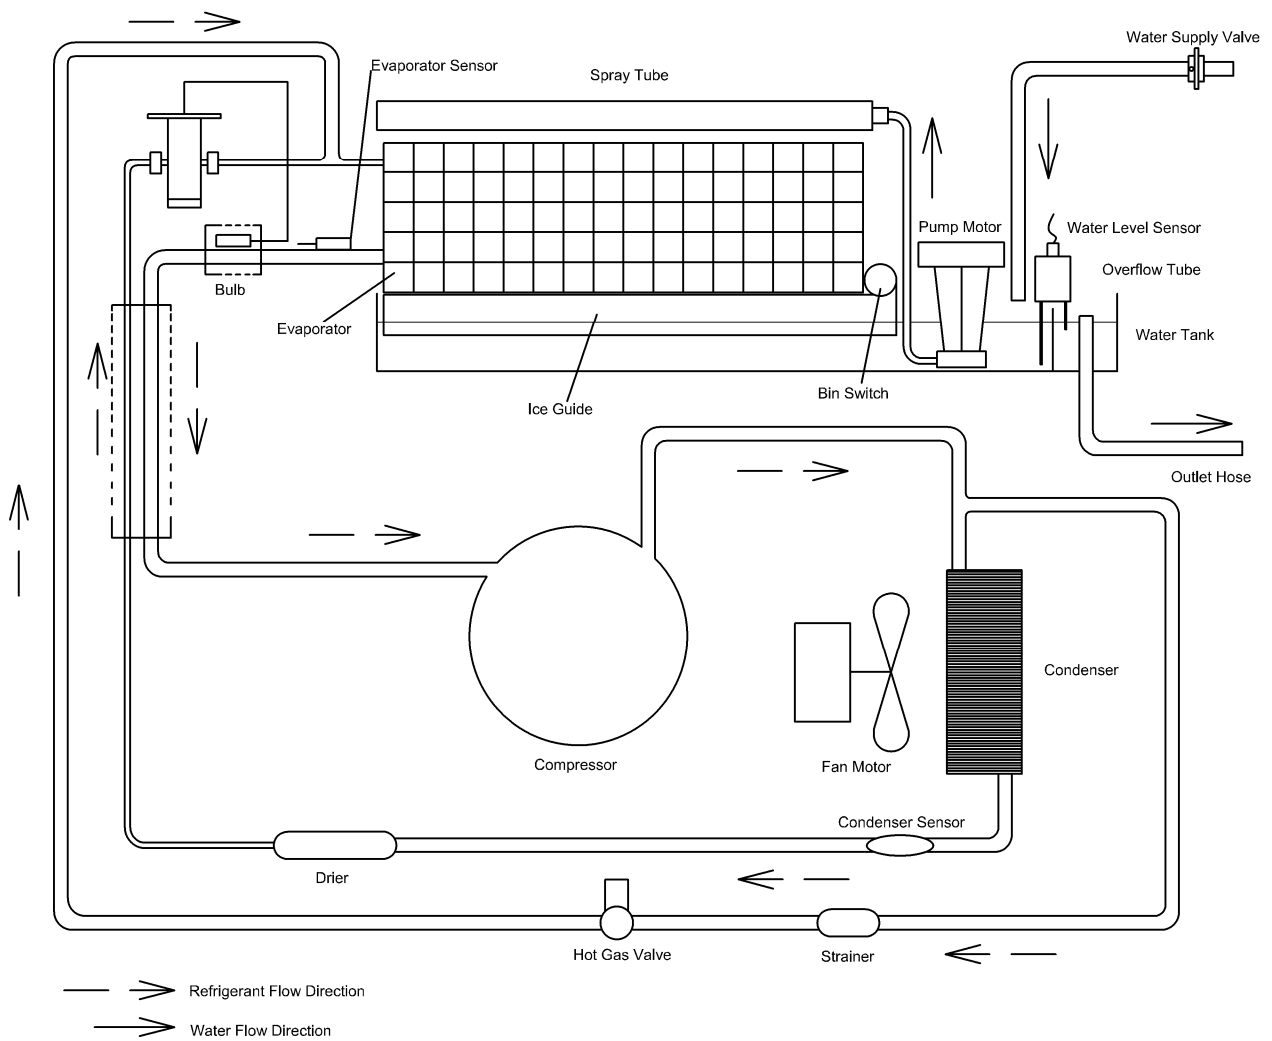 Water Supply Valve
Evaporator Sensor
Spray Tube
Pump Motor
Water Level Sensor
Overflow Tube
Bulb
Evaporator
Water Tank
Bin Switch
Ice Guide
Outlet Hose
Condenser
Compressor
Fan Motor
Condenser Sensor
Drier
Hot Gas Valve
Strainer
Refrigerant Flow Direction
Water Flow Direction